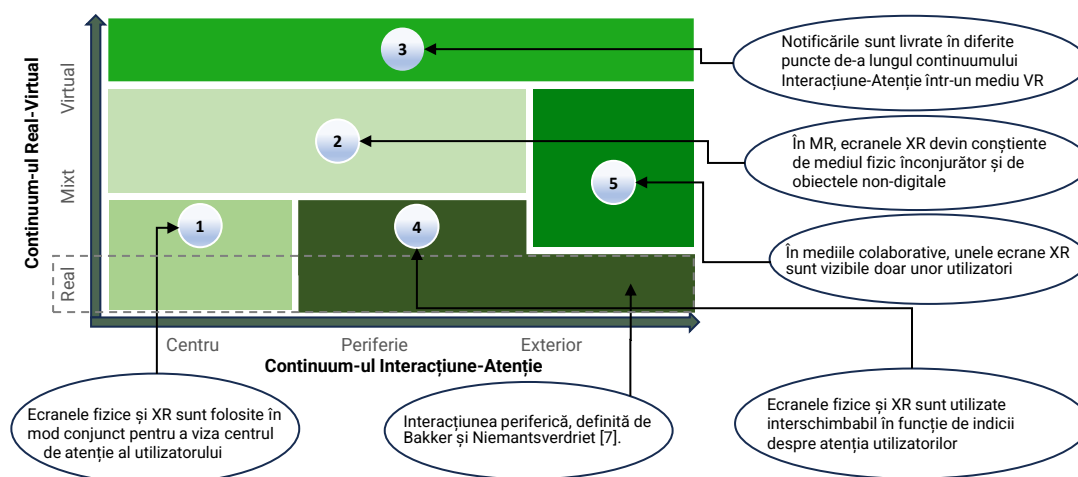 Continuum-ul Real-Virtual
Virtual
Mixt
Real
3
2
5
1
4
Centru
Periferie
Exterior
Continuum-ul Interacțiune-Atenție
Notificările sunt livrate în diferite
puncte de-a lungul continuumului
Interacțiune-Atenție într-un mediu VR
În MR, ecranele XR devin conștiente
de mediul fizic înconjurător și de
obiectele non-digitale
În mediile colaborative, unele ecrane XR
sunt vizibile doar unor utilizatori
Ecranele fizice și XR sunt folosite în
mod conjunct pentru a viza centrul
de atenție al utilizatorului
Interacțiunea periferică, definită de
Bakker și Niemantsverdriet [7].
Ecranele fizice și XR sunt utilizate
interschimbabil în funcție de indicii
despre atenția utilizatorilor